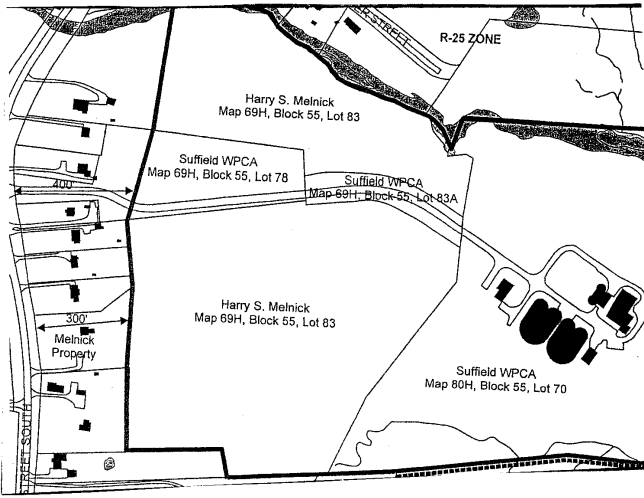 R-25 ZONE
Harry S. Melnick
Map 69H, Block 55, Lot 83
Suffield WPCA
Map 69H, Block 55, Lot 78
Suffield WPCA
Map 69H, Block 55, Lot 83A
400'
Harry S. Melnick
Map 69H, Block 55, Lot 83
300'
Melnick
Property
Suffield WPCA
Map 80H, Block 55, Lot 70
STREET SOUTH